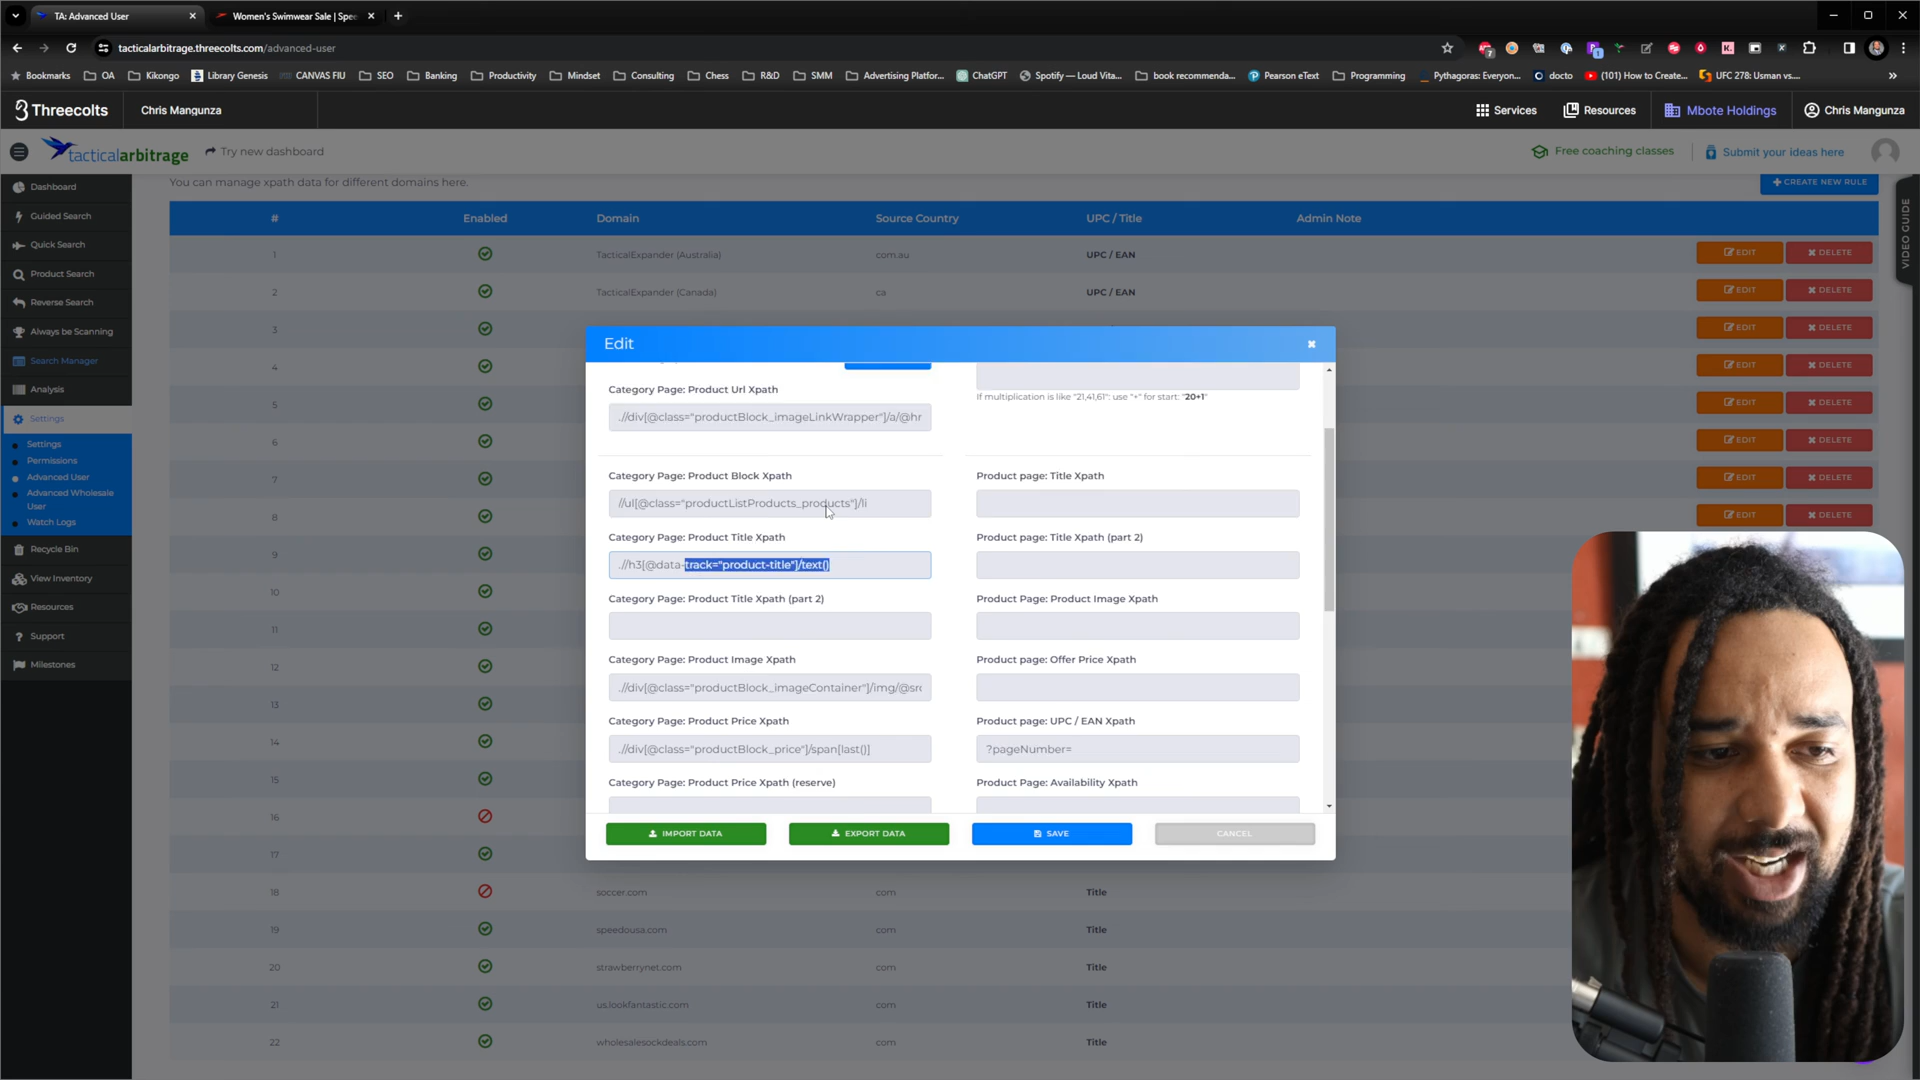 TA: Advanced User
Women's Swimwear Sale | Spee
tacticalarbitrage.threecolts.com/advanced-user
Bookmarks
OA
Kikongo
Library Genesis
CANVAS FIU
SEO
Banking
Productivity
Mindset
Consulting
Chess
R&D
SMM
Advertising Platfor...
ChatGPT
Spotify — Loud Vita...
book recommenda...
Pearson eText
Programming
Pythagoras: Everyon...
docto
(101) How to Create...
UFC 278: Usman vs....
Threecolts
Chris Mangunza
Services
Resources
Mbote Holdings
Chris Mangunza
tacticalarbitrage
Try new dashboard
Free coaching classes
Submit your ideas here
Dashboard
Guided Search
Quick Search
Product Search
Reverse Search
Always be Scanning
Search Manager
Analysis
Settings
Settings
Permissions
Advanced User
Advanced Wholesale
User
Watch Logs
Recycle Bin
View Inventory
Resources
Support
Milestones
You can manage xpath data for different domains here.
+ CREATE NEW RULE
VIDEO GUIDE
# Enabled Domain Source Country UPC / Title Admin Note
1 TacticalExpander (Australia) com.au UPC / EAN EDIT DELETE
2 TacticalExpander (Canada) ca UPC / EAN EDIT DELETE
3 EDIT DELETE
4 EDIT DELETE
5 EDIT DELETE
6 EDIT DELETE
7 EDIT DELETE
8 EDIT DELETE
9
10
11
12
13
14
15
16
17
18 soccer.com com Title
19 speedousa.com com Title
20 strawberrynet.com com Title
21 us.lookfantastic.com com Title
22 wholesalesockdeals.com com Title
Edit
Category Page: Product Url Xpath
.//div[@class="productBlock_imageLinkWrapper"]/a/@hr
If multiplication is like "21,41,61": use "+" for start: "20+1"
Category Page: Product Block Xpath
//ul[@class="productListProducts_products"]/li
Product page: Title Xpath
Category Page: Product Title Xpath
.//h3[@data-track="product-title"]/text()
Product page: Title Xpath (part 2)
Category Page: Product Title Xpath (part 2)
Product Page: Product Image Xpath
Category Page: Product Image Xpath
.//div[@class="productBlock_imageContainer"]/img/@src
Product page: Offer Price Xpath
Category Page: Product Price Xpath
.//div[@class="productBlock_price"]/span[last()]
Product page: UPC / EAN Xpath
?pageNumber=
Category Page: Product Price Xpath (reserve)
Product Page: Availability Xpath
IMPORT DATA
EXPORT DATA
SAVE
CANCEL